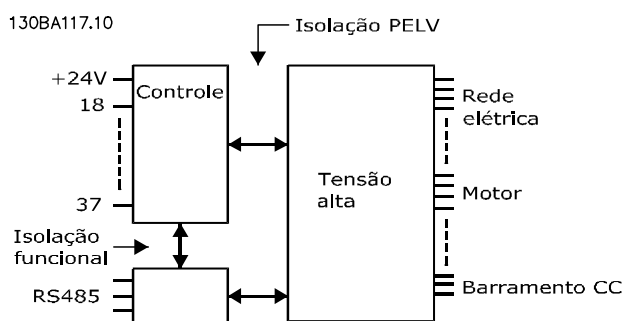 130BA117.10
Isolação PELV
+24V
18
37
Controle
Tensão
alta
Rede
elétrica
Motor
Barramento CC
Isolação
funcional
RS485